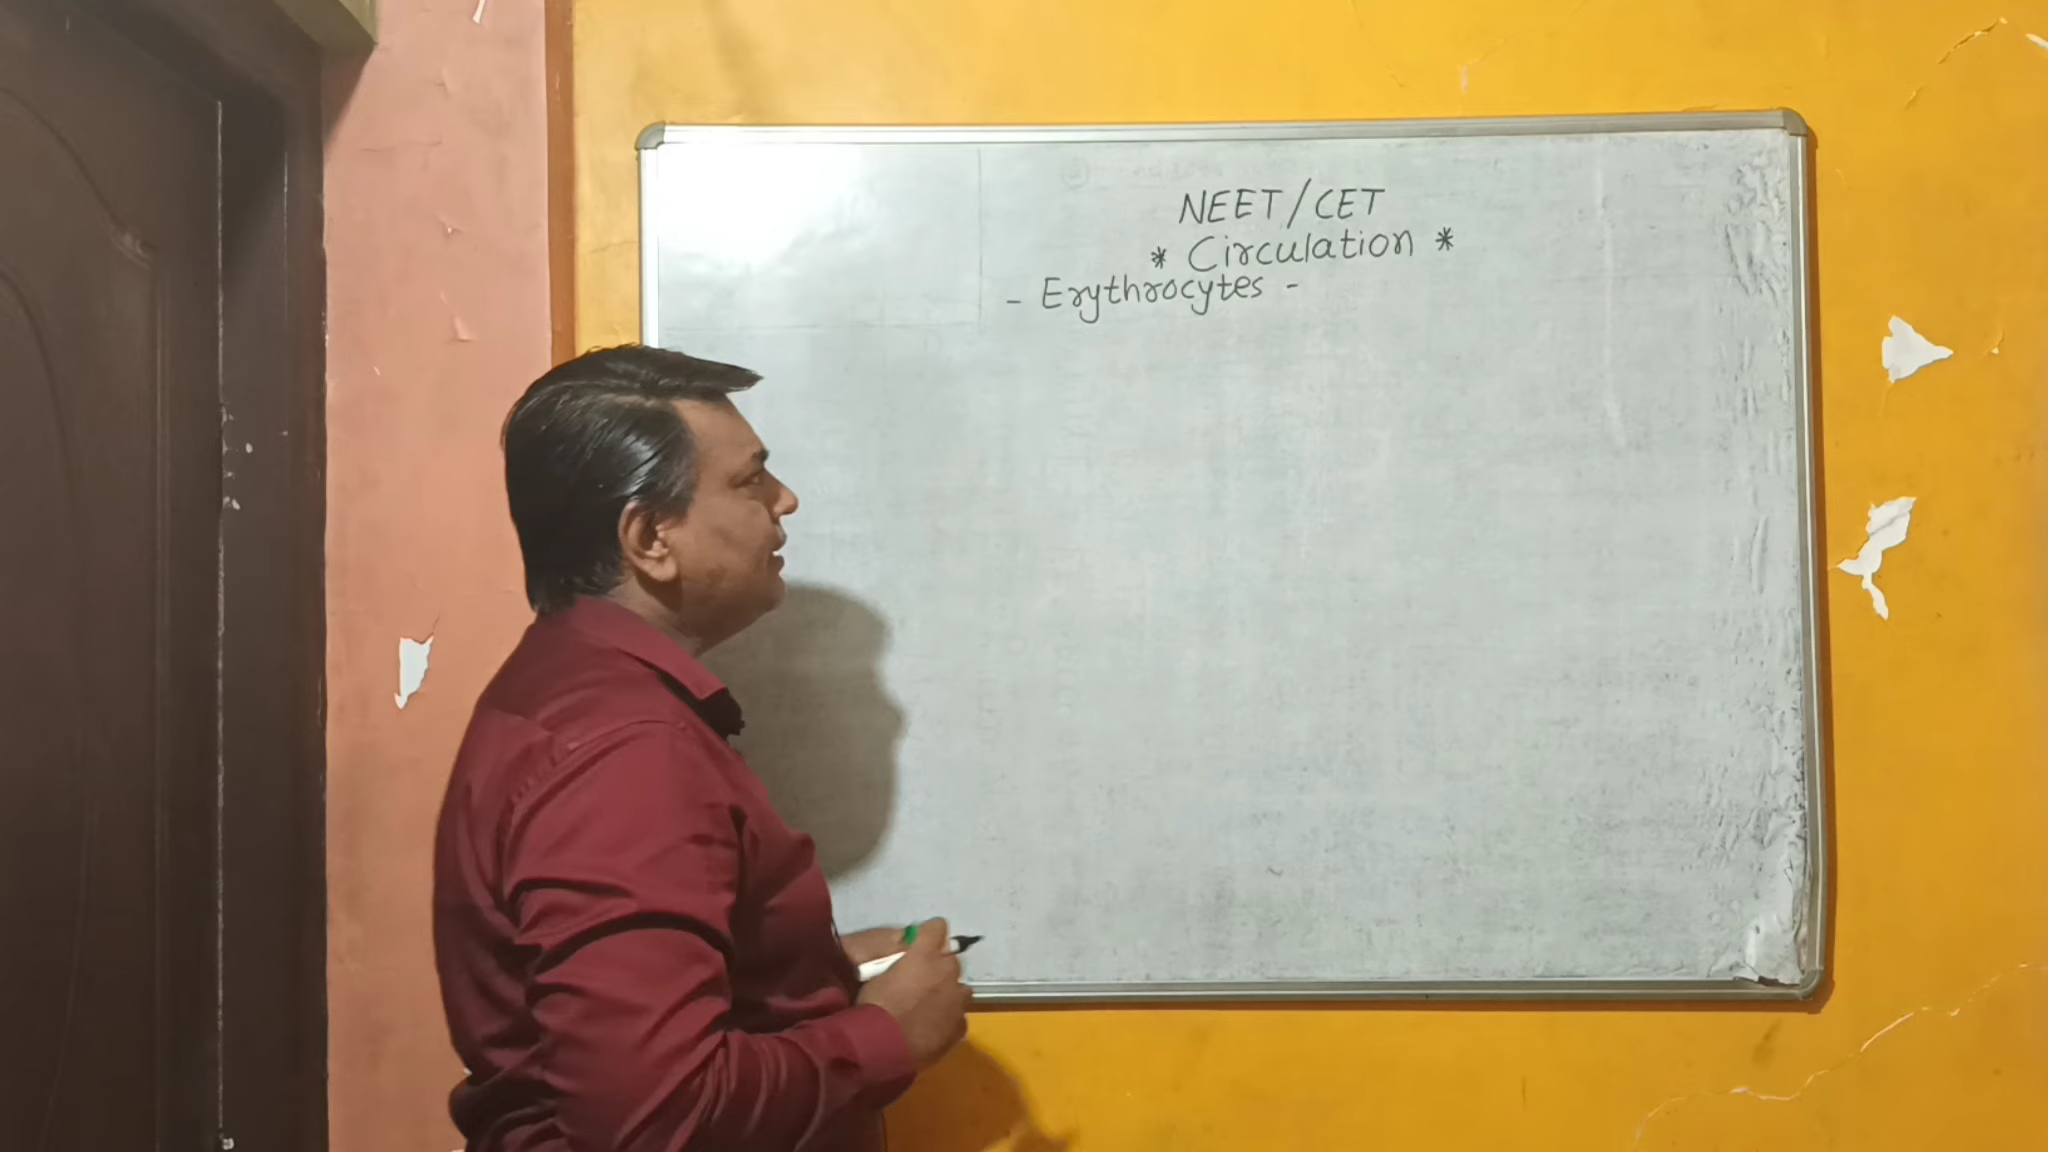 NEET/CET
* Circulation *
- Erythrocytes -